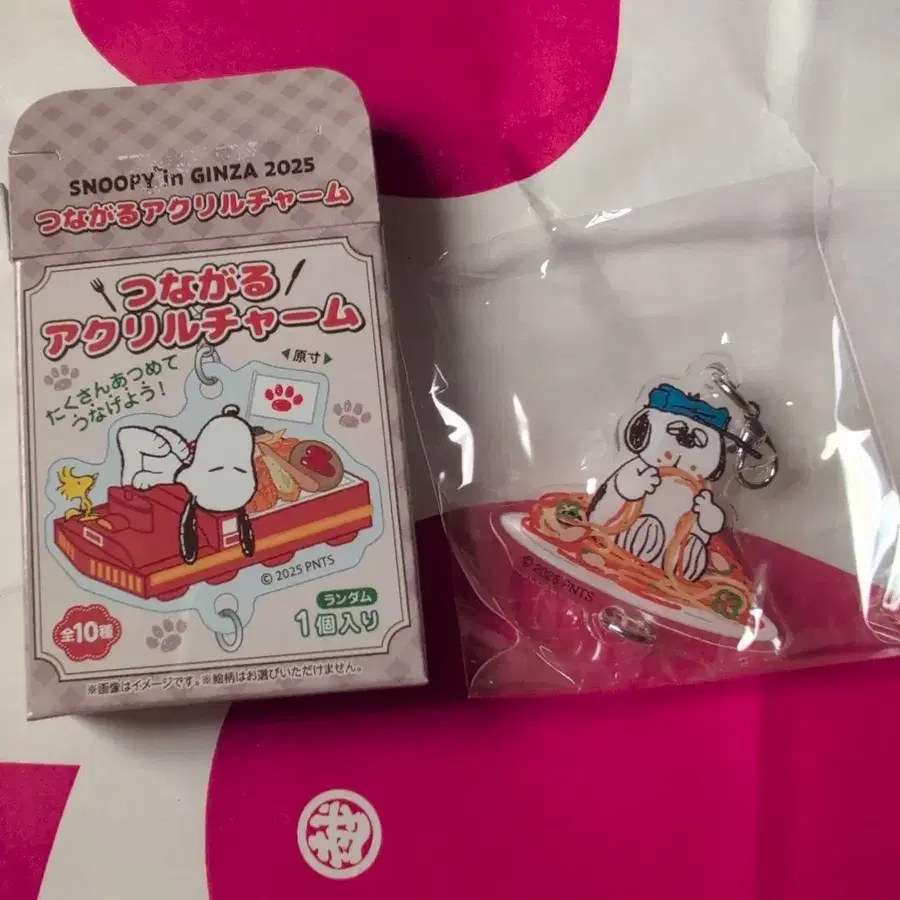 SNOOPY in GINZA 2025
つながるアクリルチャーム
つながる
アクリルチャーム
◀原寸▶
たくさんあつめて
つなげよう！
© 2025 PNTS
ランダム
1個入り
全10種
※画像はイメージです。※絵柄はお選びいただけません。
© 2025 PNTS